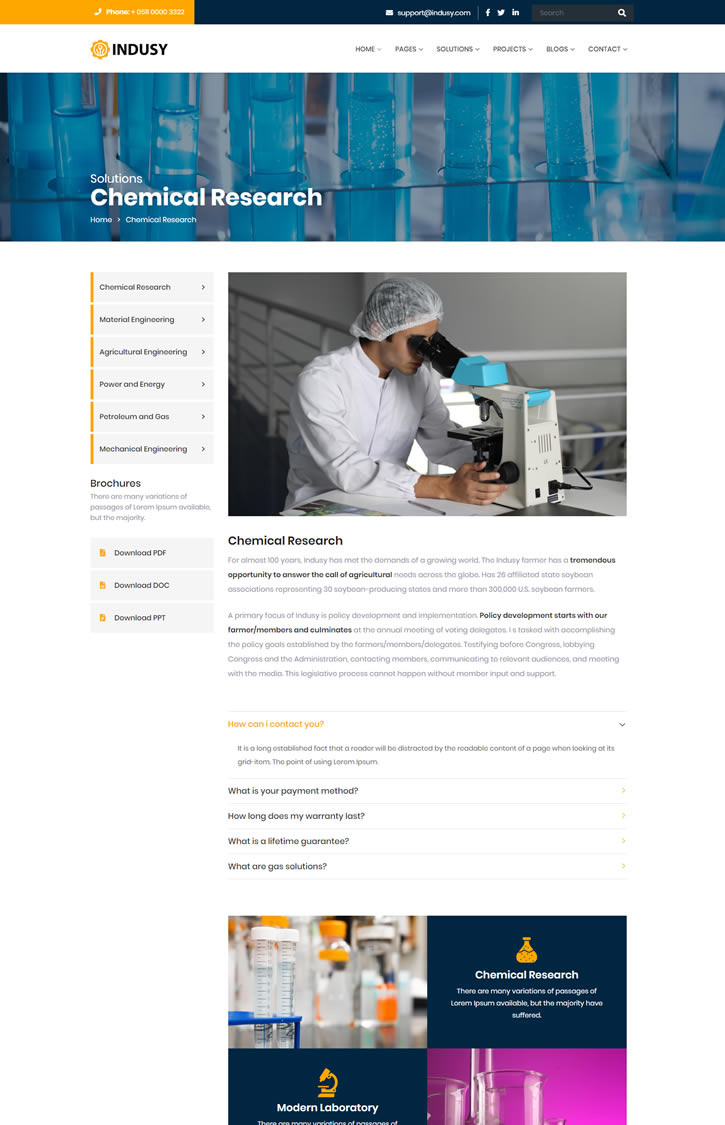 Phone: + 0511 0000 3322
support@indusy.com
Search
INDUSY
HOME
PAGES
SOLUTIONS
PROJECTS
BLOGS
CONTACT
Solutions
Chemical Research
Home > Chemical Research
Chemical Research
Material Engineering
Agricultural Engineering
Power and Energy
Petroleum and Gas
Mechanical Engineering
Brochures
There are many variations of
passages of Lorem Ipsum available,
but the majority.
Download PDF
Download DOC
Download PPT
Chemical Research
For almost 100 years, Indusy has met the demands of a growing world. The Indusy farmer has a tremendous
opportunity to answer the call of agricultural needs across the globe. Has 26 affiliated state soybean
associations representing 30 soybean-producing states and more than 300,000 U.S. soybean farmers.
A primary focus of Indusy is policy development and implementation. Policy development starts with our
farmer/members and culminates at the annual meeting of voting delegates. I s tasked with accomplishing
the policy goals established by the farmers/members/delegates. Testifying before Congress, lobbying
Congress and the Administration, contacting members, communicating to relevant audiences, and meeting
with the media. This legislative process cannot happen without member input and support.
How can i contact you?
It is a long established fact that a reader will be distracted by the readable content of a page when looking at its
grid-item. The point of using Lorem Ipsum.
What is your payment method?
How long does my warranty last?
What is a lifetime guarantee?
What are gas solutions?
Chemical Research
There are many variations of passages of
Lorem Ipsum available, but the majority have
suffered.
Modern Laboratory
There are many variations of passages of